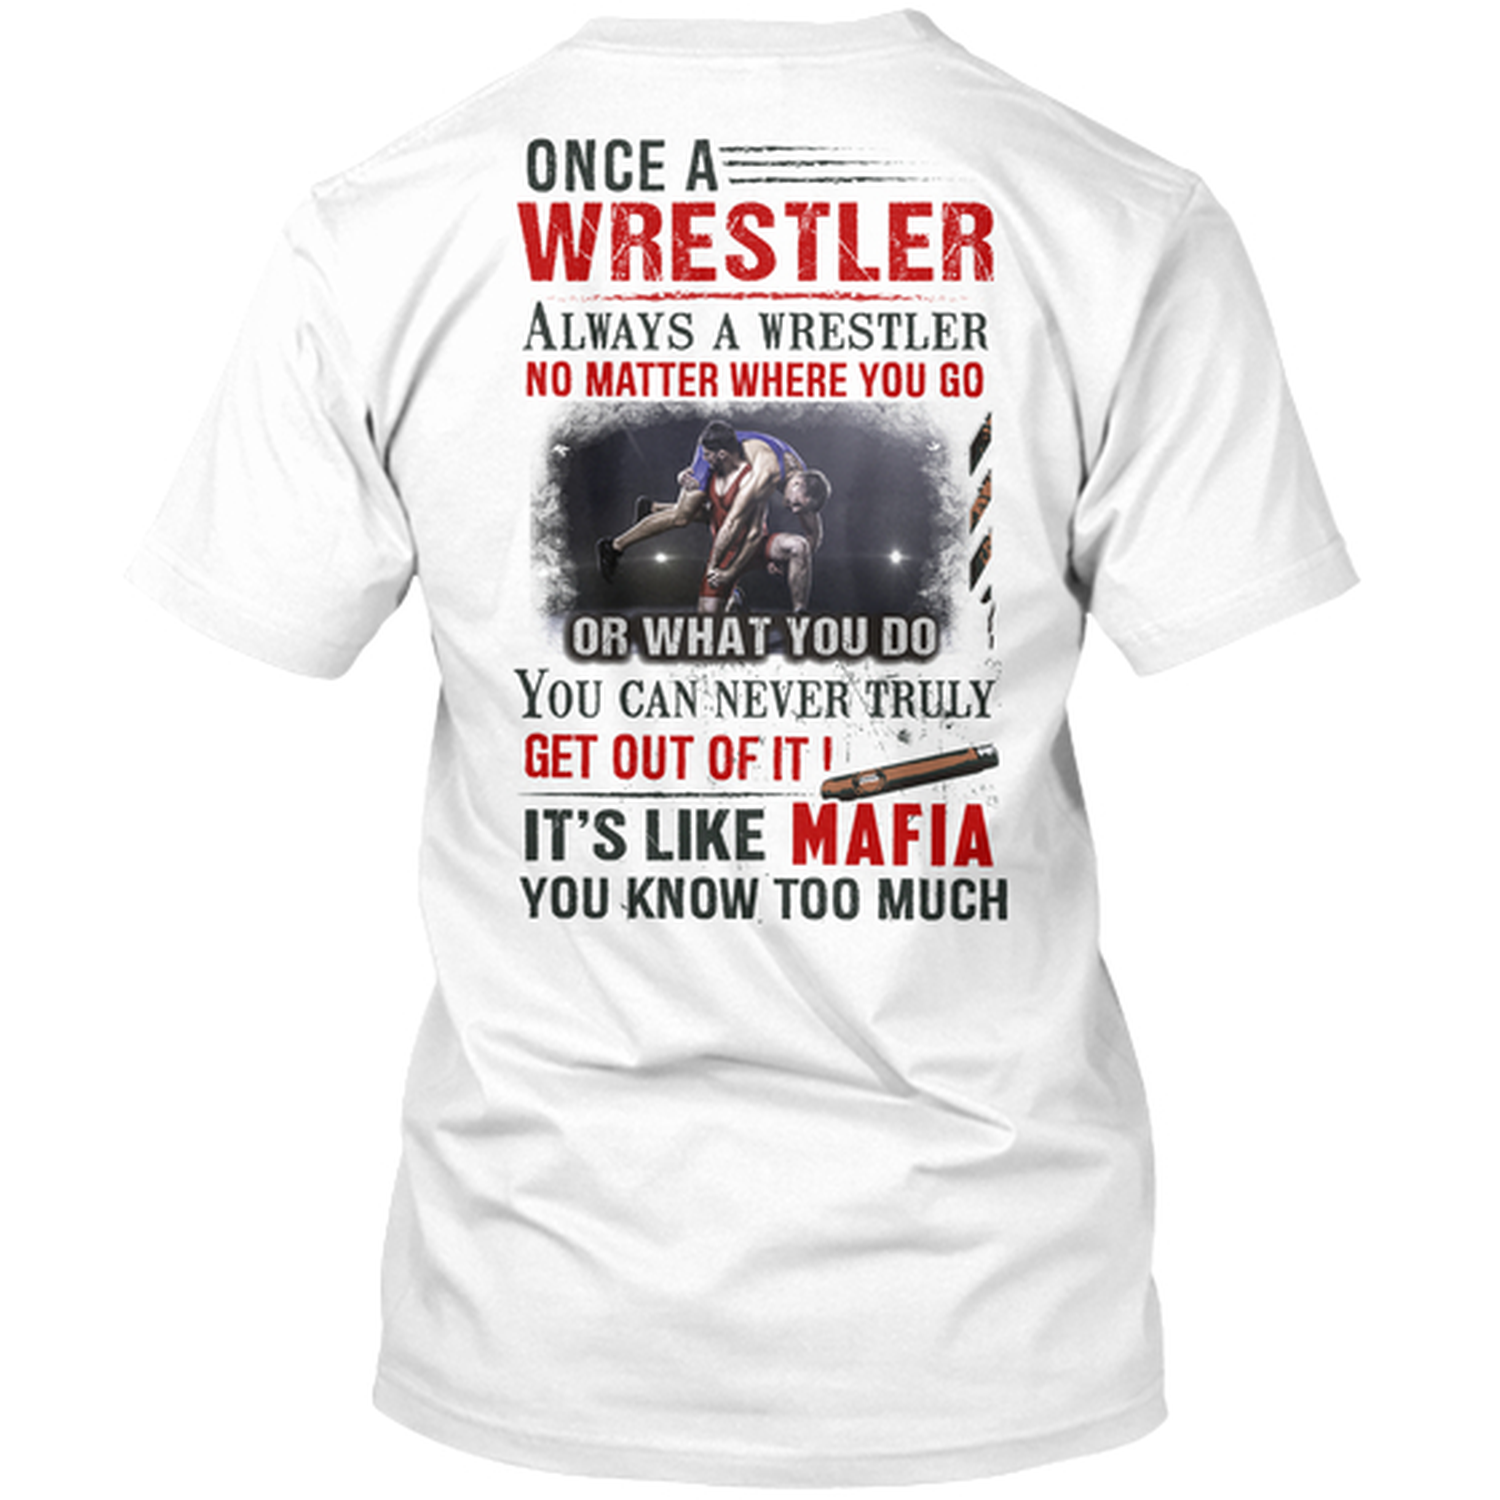 ONCE A
WRESTLER
ALWAYS A WRESTLER
NO MATTER WHERE YOU GO
OR WHAT YOU DO
YOU CAN NEVER TRULY
GET OUT OF IT !
IT'S LIKE MAFIA
YOU KNOW TOO MUCH